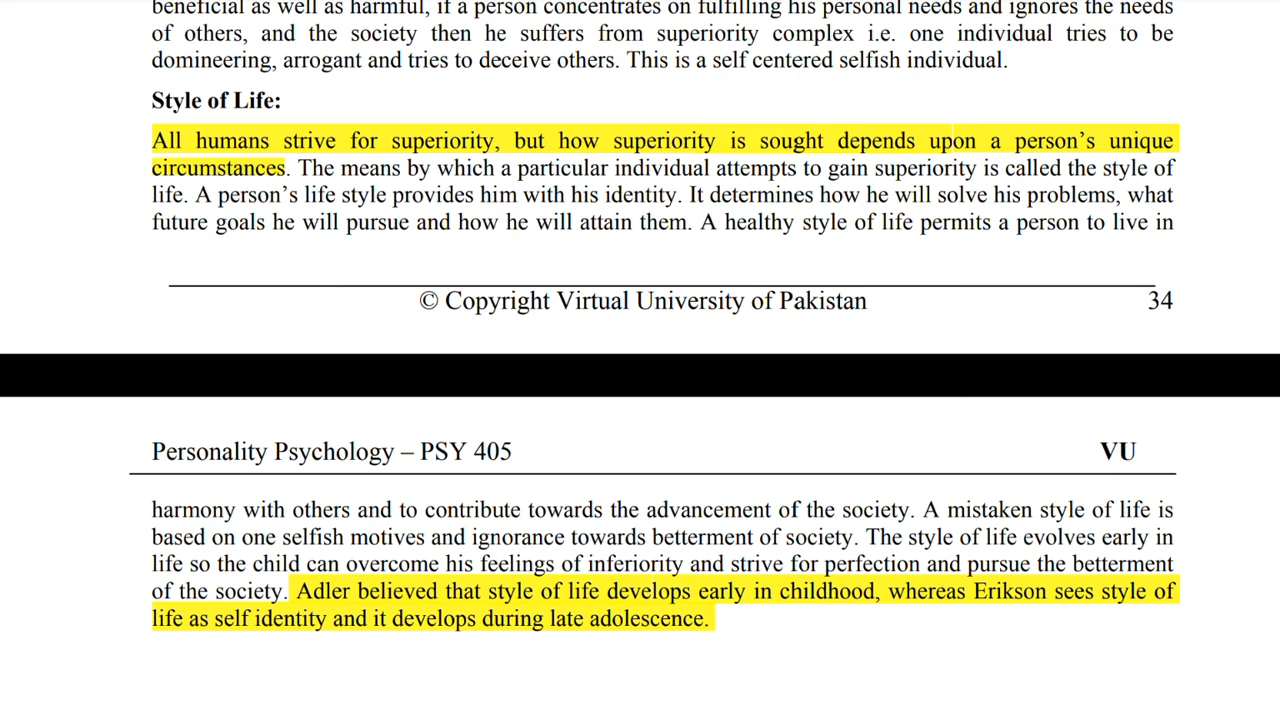 beneficial as well as harmful, if a person concentrates on fulfilling his personal needs and ignores the needs
of others, and the society then he suffers from superiority complex i.e. one individual tries to be
domineering, arrogant and tries to deceive others. This is a self centered selfish individual.
Style of Life:
All humans strive for superiority, but how superiority is sought depends upon a person's unique
circumstances. The means by which a particular individual attempts to gain superiority is called the style of
life. A person's life style provides him with his identity. It determines how he will solve his problems, what
future goals he will pursue and how he will attain them. A healthy style of life permits a person to live in
© Copyright Virtual University of Pakistan 34
Personality Psychology – PSY 405 VU
harmony with others and to contribute towards the advancement of the society. A mistaken style of life is
based on one selfish motives and ignorance towards betterment of society. The style of life evolves early in
life so the child can overcome his feelings of inferiority and strive for perfection and pursue the betterment
of the society. Adler believed that style of life develops early in childhood, whereas Erikson sees style of
life as self identity and it develops during late adolescence.